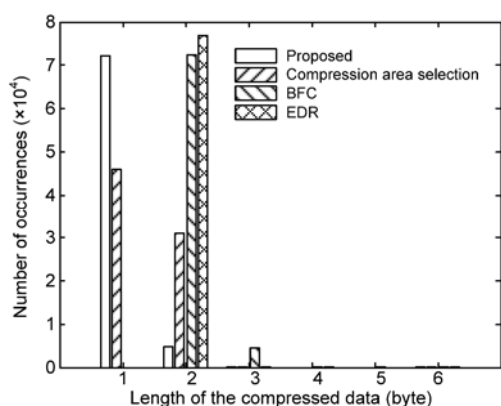 8
7
6
5
4
3
2
1
0
Number of occurrences (×10⁴)
Proposed
Compression area selection
BFC
EDR
1 2 3 4 5 6
Length of the compressed data (byte)